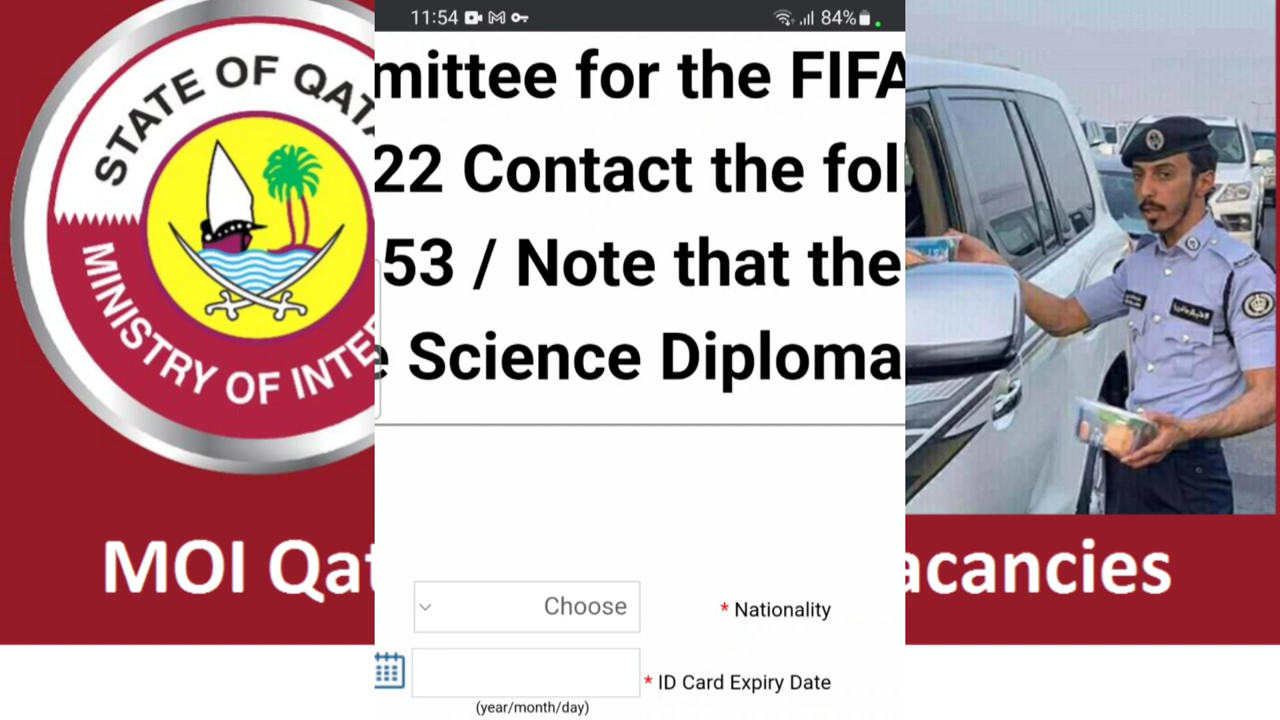 STATE OF QAT
MINISTRY OF INTE
MOI Qat
11:54
84%
mittee for the FIFA
22 Contact the fol
53 / Note that the
e Science Diploma
Choose
* Nationality
* ID Card Expiry Date
(year/month/day)
acancies